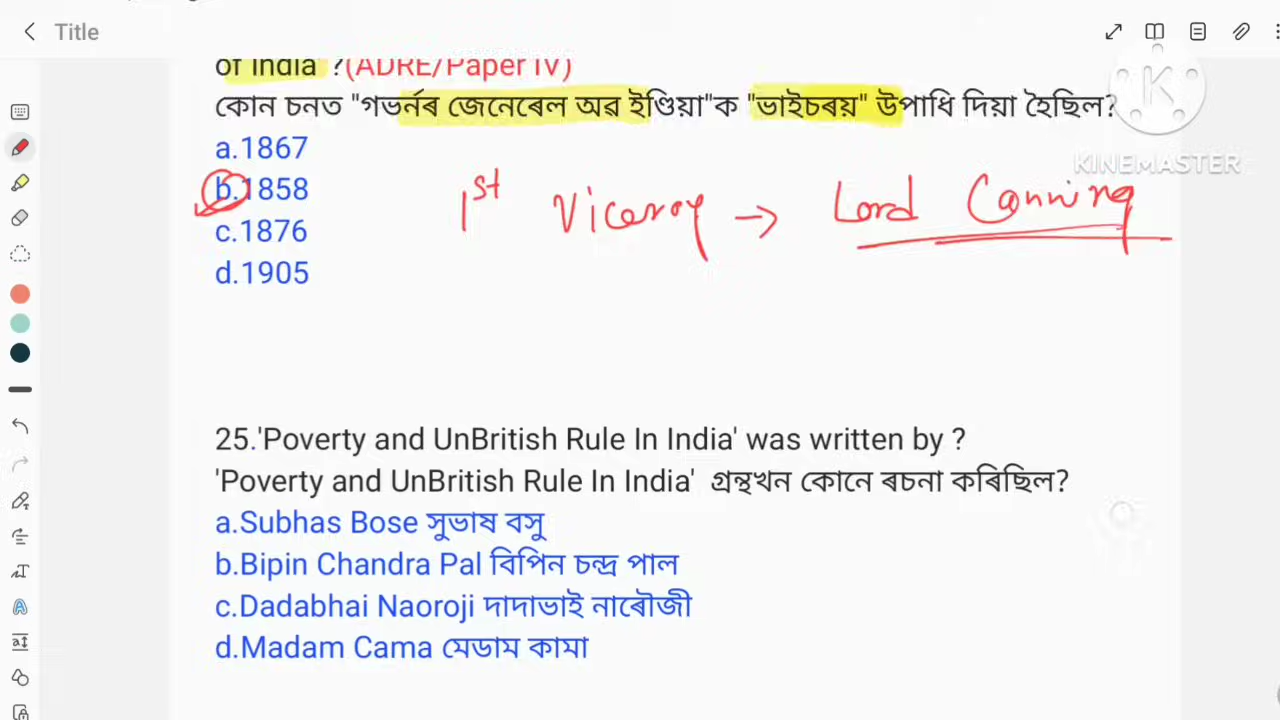 Title
of India ?(ADRE/Paper IV)
কোন চনত "গভৰ্নৰ জেনেৰেল অৱ ইণ্ডিয়া"ক "ভাইচৰয়" উপাধি দিয়া হৈছিল?
KINEMASTER
a.1867
b.1858
1st Viceroy → Lord Canning
c.1876
d.1905
25.'Poverty and UnBritish Rule In India' was written by ?
'Poverty and UnBritish Rule In India' গ্ৰন্থখন কোনে ৰচনা কৰিছিল?
a.Subhas Bose সুভাষ বসু
b.Bipin Chandra Pal বিপিন চন্দ্ৰ পাল
c.Dadabhai Naoroji দাদাভাই নাৰৌজী
d.Madam Cama মেডাম কামা